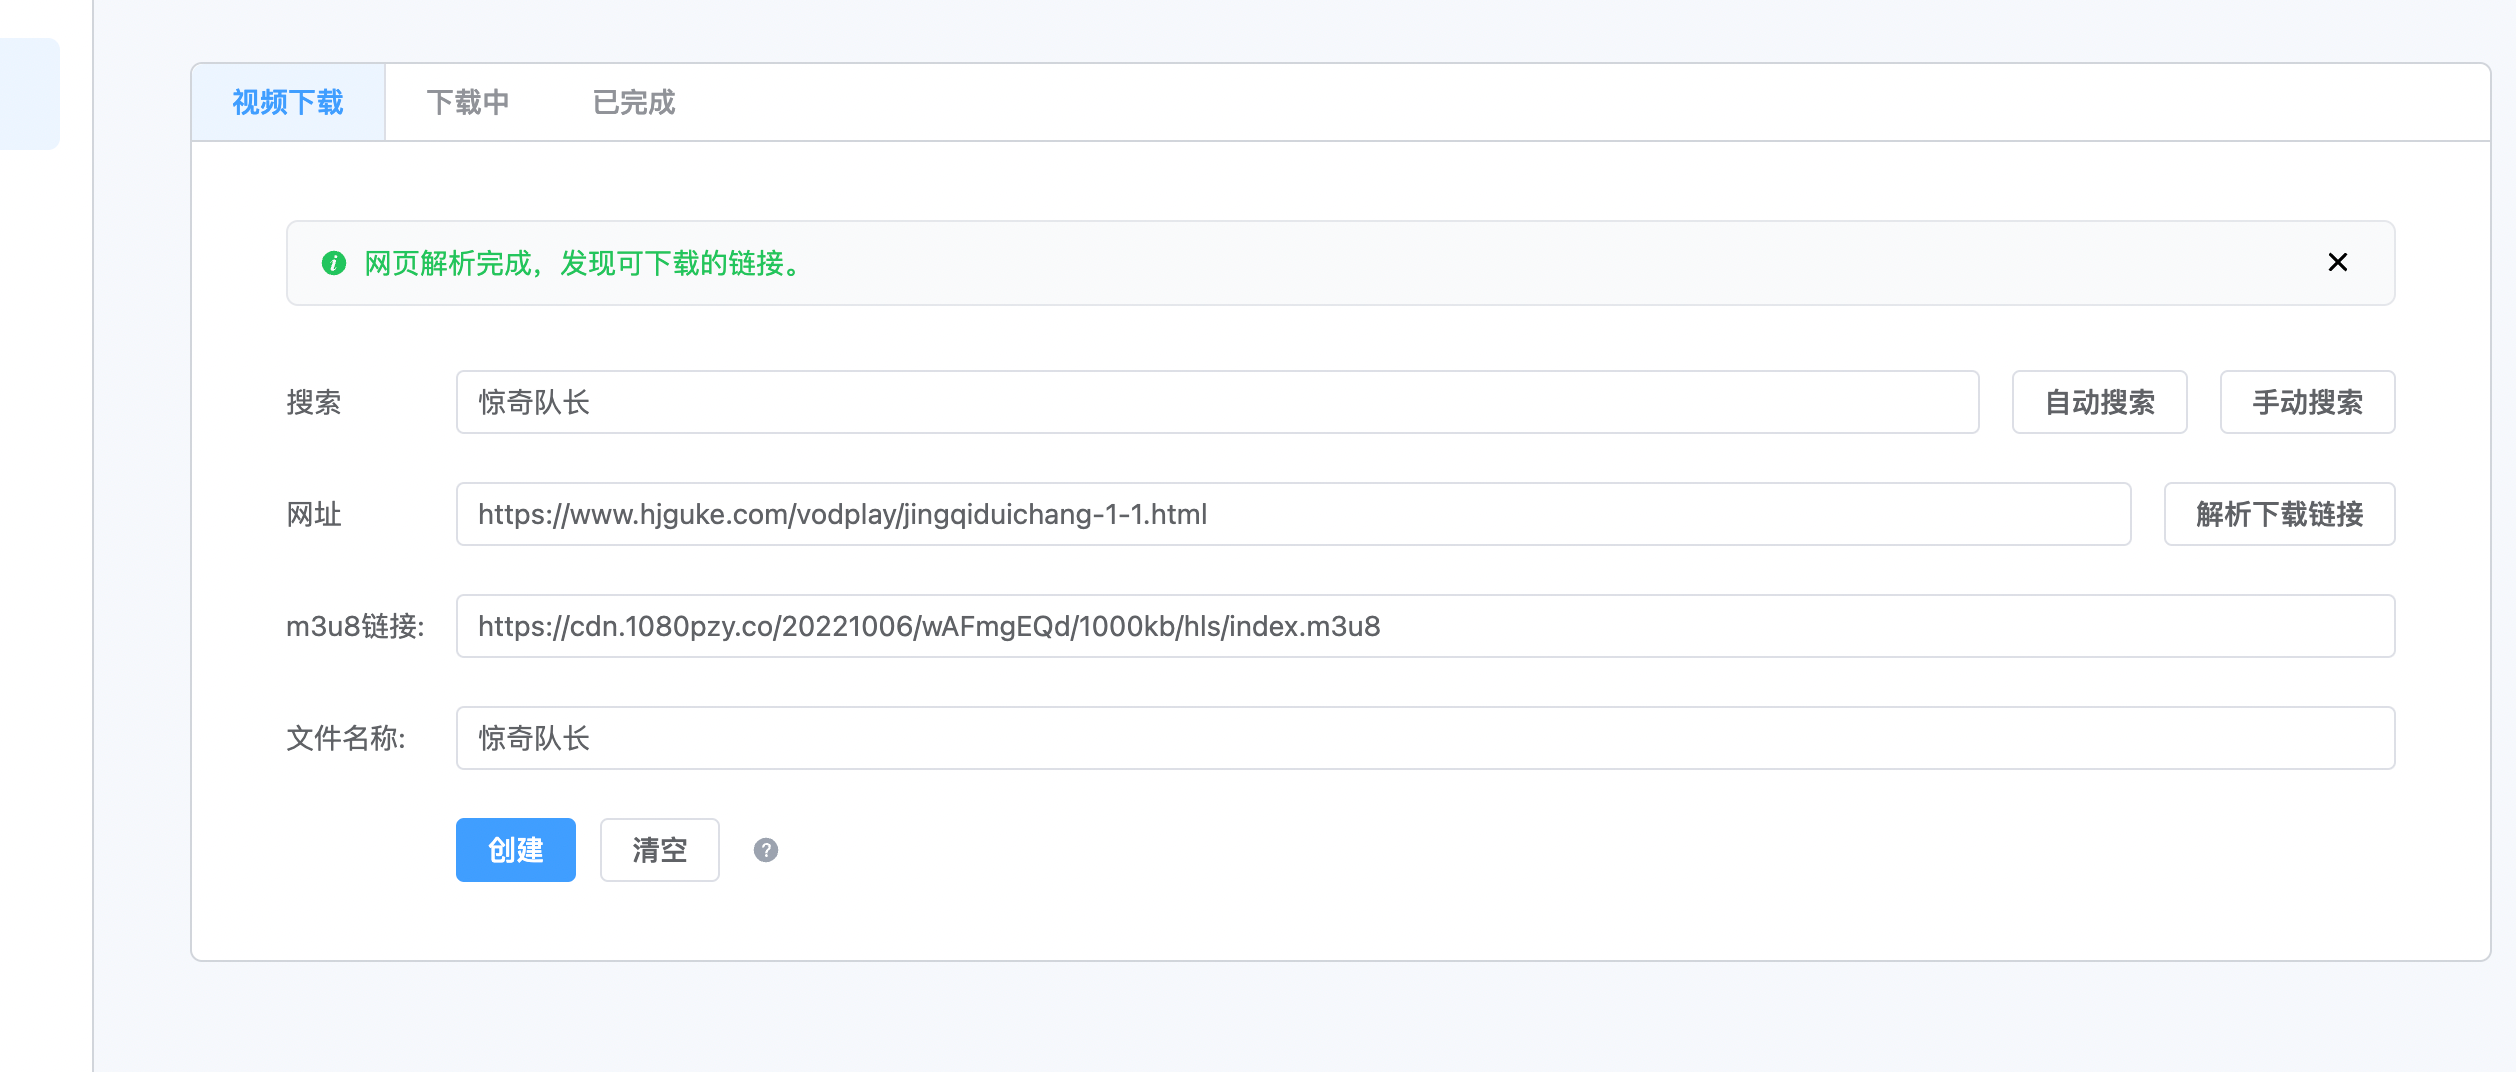 视频下载 下载中 已完成
网页解析完成，发现可下载的链接。
搜索 惊奇队长 自动搜索 手动搜索
网址 https://www.hjguke.com/vodplay/jingqiduichang-1-1.html 解析下载链接
m3u8链接: https://cdn.1080pzy.co/20221006/wAFmgEQd/1000kb/hls/index.m3u8
文件名称: 惊奇队长
创建 清空